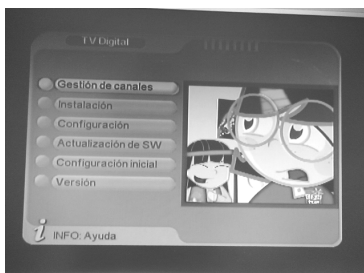 TV Digital
Gestión de canales
Instalación
Configuración
Actualización de SW
Configuración inicial
Versión
i INFO: Ayuda